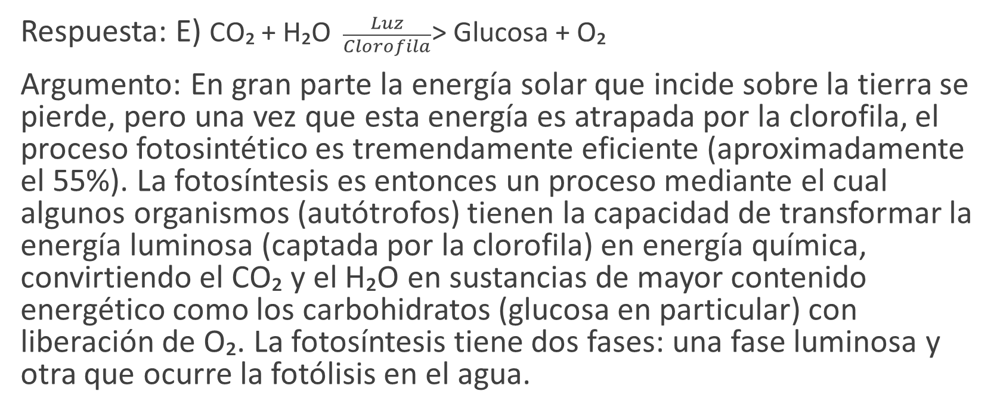 Respuesta: E) CO₂ + H₂O \frac{Luz}{Clorofila}> Glucosa + O₂
Argumento: En gran parte la energía solar que incide sobre la tierra se
pierde, pero una vez que esta energía es atrapada por la clorofila, el
proceso fotosintético es tremendamente eficiente (aproximadamente
el 55%). La fotosíntesis es entonces un proceso mediante el cual
algunos organismos (autótrofos) tienen la capacidad de transformar la
energía luminosa (captada por la clorofila) en energía química,
convirtiendo el CO₂ y el H₂O en sustancias de mayor contenido
energético como los carbohidratos (glucosa en particular) con
liberación de O₂. La fotosíntesis tiene dos fases: una fase luminosa y
otra que ocurre la fotólisis en el agua.